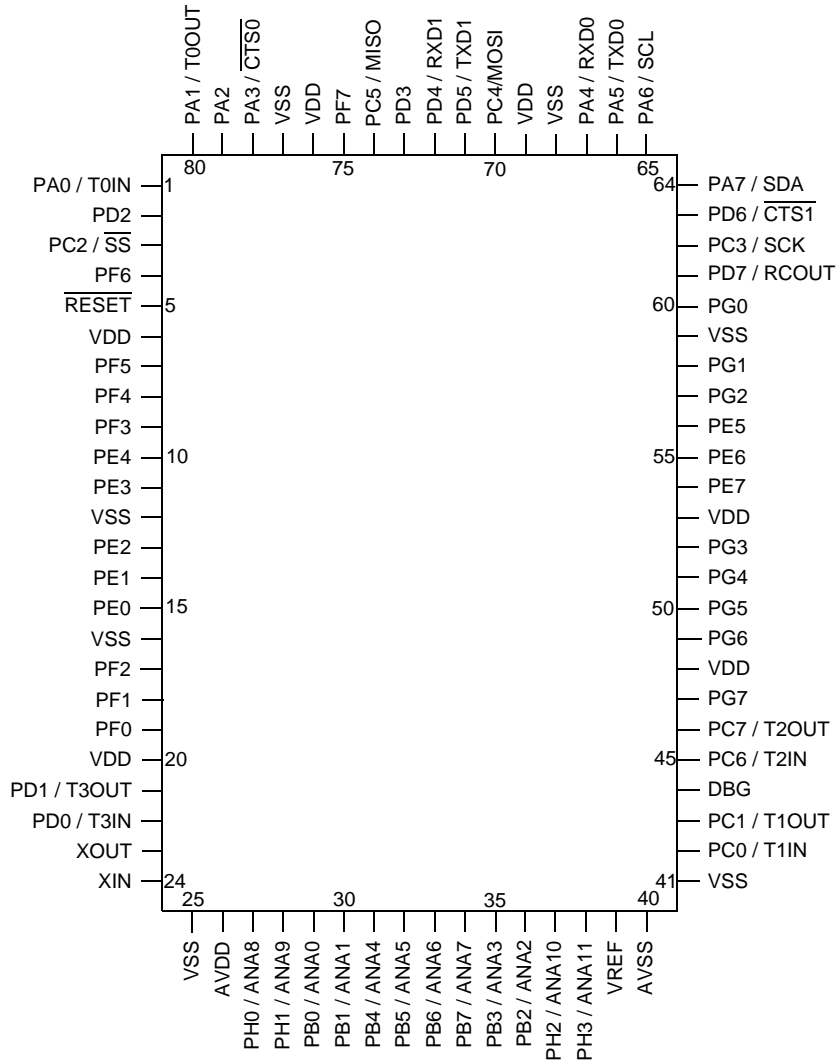 PA1 / T0OUT
PA2
PA3 / CTS0
VSS
VDD
PF7
PC5 / MISO
PD3
PD4 / RXD1
PD5 / TXD1
PC4/MOSI
VDD
VSS
PA4 / RXD0
PA5 / TXD0
PA6 / SCL
80
75
70
65
PA0 / T0IN
1
PD2
PC2 / SS
PF6
RESET
5
VDD
PF5
PF4
PF3
PE4
10
PE3
VSS
PE2
PE1
PE0
15
VSS
PF2
PF1
PF0
VDD
20
PD1 / T3OUT
PD0 / T3IN
XOUT
XIN
24
64
PA7 / SDA
PD6 / CTS1
PC3 / SCK
PD7 / RCOUT
60
PG0
VSS
PG1
PG2
PE5
55
PE6
PE7
VDD
PG3
PG4
50
PG5
PG6
VDD
PG7
PC7 / T2OUT
45
PC6 / T2IN
DBG
PC1 / T1OUT
PC0 / T1IN
41
VSS
25
30
35
40
VSS
AVDD
PH0 / ANA8
PH1 / ANA9
PB0 / ANA0
PB1 / ANA1
PB4 / ANA4
PB5 / ANA5
PB6 / ANA6
PB7 / ANA7
PB3 / ANA3
PB2 / ANA2
PH2 / ANA10
PH3 / ANA11
VREF
AVSS